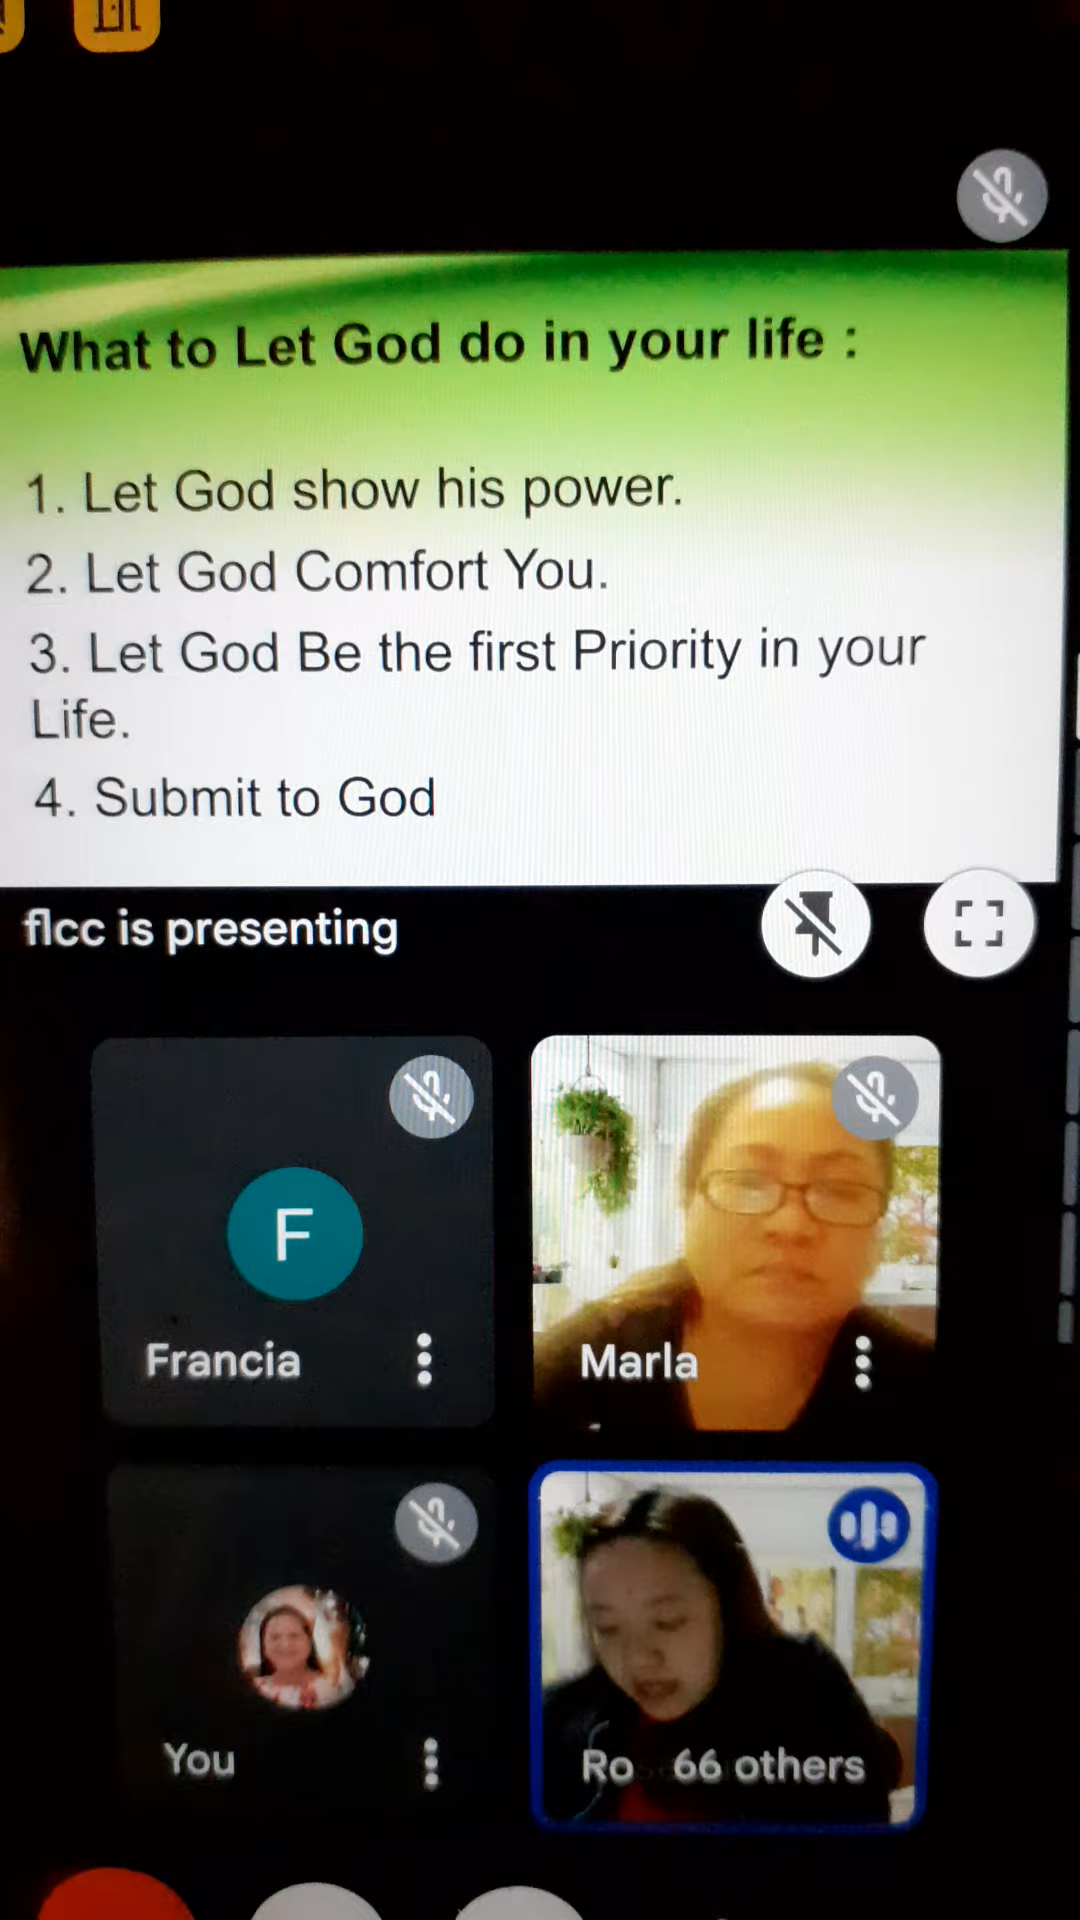 What to Let God do in your life :
1. Let God show his power.
2. Let God Comfort You.
3. Let God Be the first Priority in your
Life.
4. Submit to God
flcc is presenting
F
Francia
Marla
You
Ro 66 others